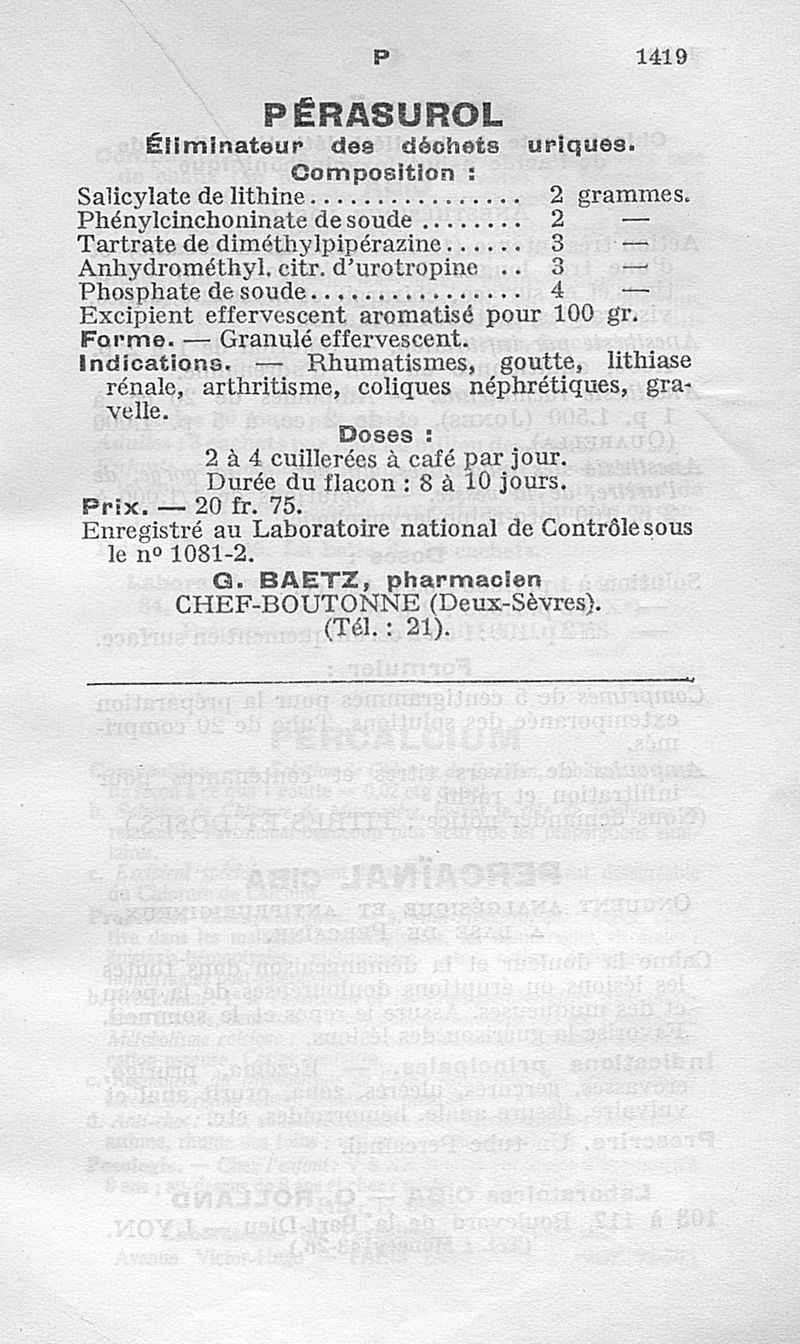 P 1419
PÉRASUROL
Éliminateur des déchets uriques.
Composition :
Salicylate de lithine................ 2 grammes.
Phénylcinchoninate de soude ........ 2 —
Tartrate de diméthylpipérazine...... 3 —
Anhydrométhyl. citr. d'urotropine .. 3 —
Phosphate de soude................ 4 —
Excipient effervescent aromatisé pour 100 gr.
Forme. — Granulé effervescent.
Indications. — Rhumatismes, goutte, lithiase
rénale, arthritisme, coliques néphrétiques, gra-
velle.
Doses :
2 à 4 cuillerées à café par jour.
Durée du flacon : 8 à 10 jours.
Prix. — 20 fr. 75.
Enregistré au Laboratoire national de Contrôle sous
le nº 1081-2.
G. BAETZ, pharmacien
CHEF-BOUTONNE (Deux-Sèvres).
(Tél. : 21).